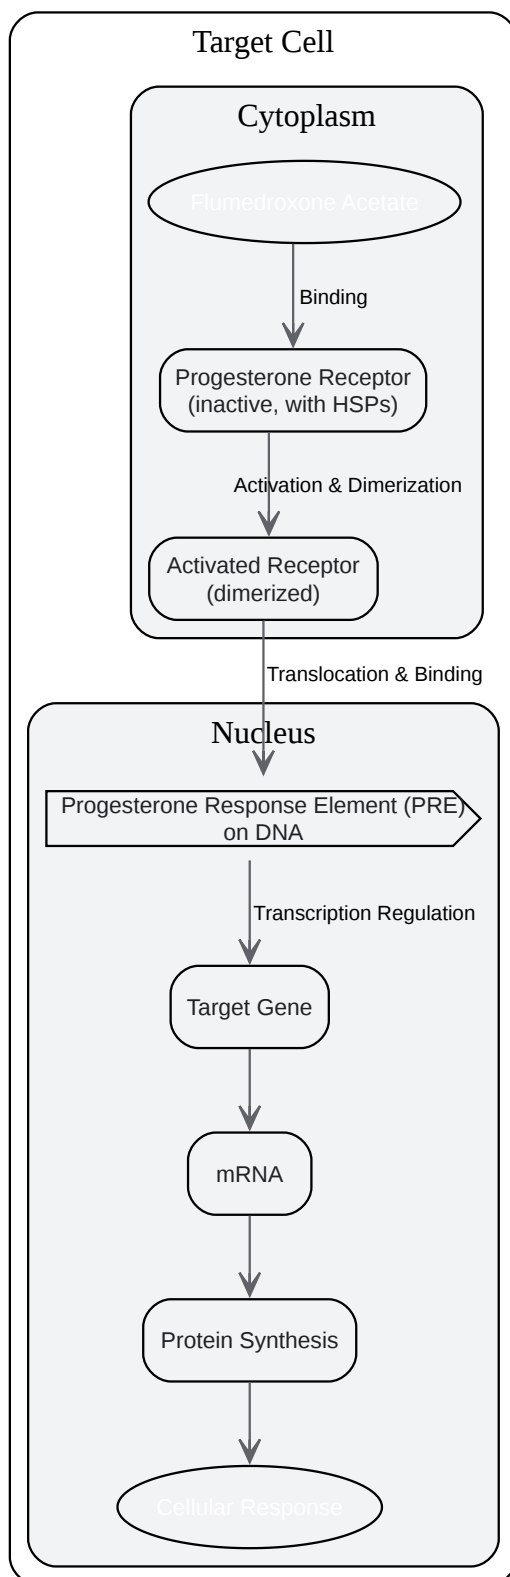 Target Cell
Cytoplasm
Flumedroxone Acetate
Binding
Progesterone Receptor
(inactive, with HSPs)
Activation & Dimerization
Activated Receptor
(dimerized)
Translocation & Binding
Nucleus
Progesterone Response Element (PRE)
on DNA
Transcription Regulation
Target Gene
mRNA
Protein Synthesis
Cellular Response